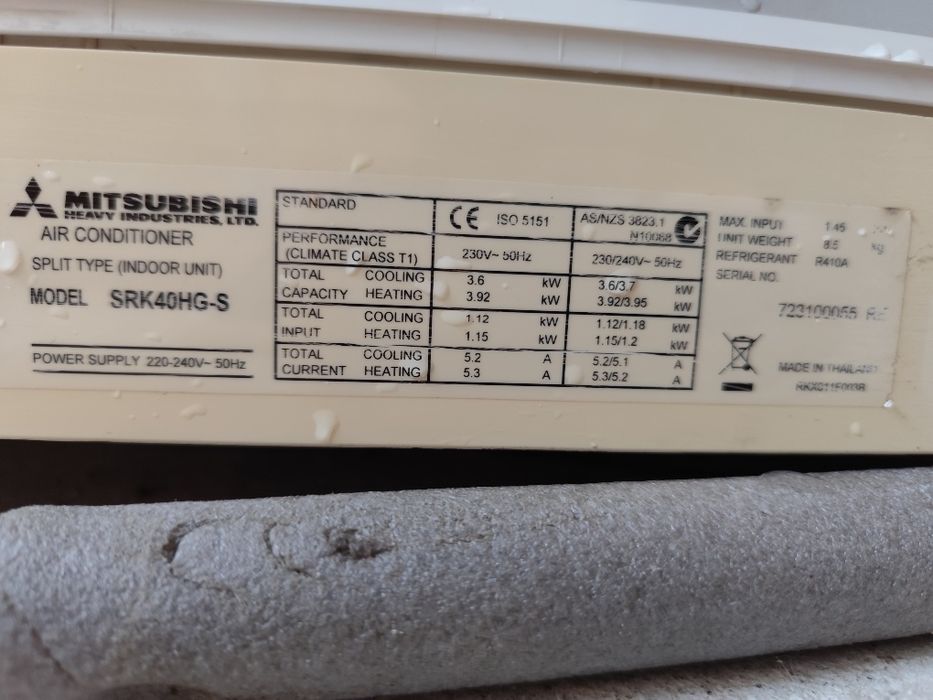 MITSUBISHI
HEAVY INDUSTRIES, LTD.
AIR CONDITIONER
SPLIT TYPE (INDOOR UNIT)
MODEL SRK40HG-S
POWER SUPPLY 220-240V~ 50Hz
STANDARD CE ISO 5151 AS/NZS 3823.1
N10068
PERFORMANCE
(CLIMATE CLASS T1) 230V~ 50Hz 230/240V~ 50Hz
TOTAL COOLING 3.6 kW 3.6/3.7 kW
CAPACITY HEATING 3.92 kW 3.92/3.95 kW
TOTAL COOLING 1.12 kW 1.12/1.18 kW
INPUT HEATING 1.15 kW 1.15/1.2 kW
TOTAL COOLING 5.2 A 5.2/5.1 A
CURRENT HEATING 5.3 A 5.3/5.2 A
MAX. INPUT 1.45
UNIT WEIGHT 8.5 kg
REFRIGERANT R410A
SERIAL NO.
723100055
MADE IN THAILAND